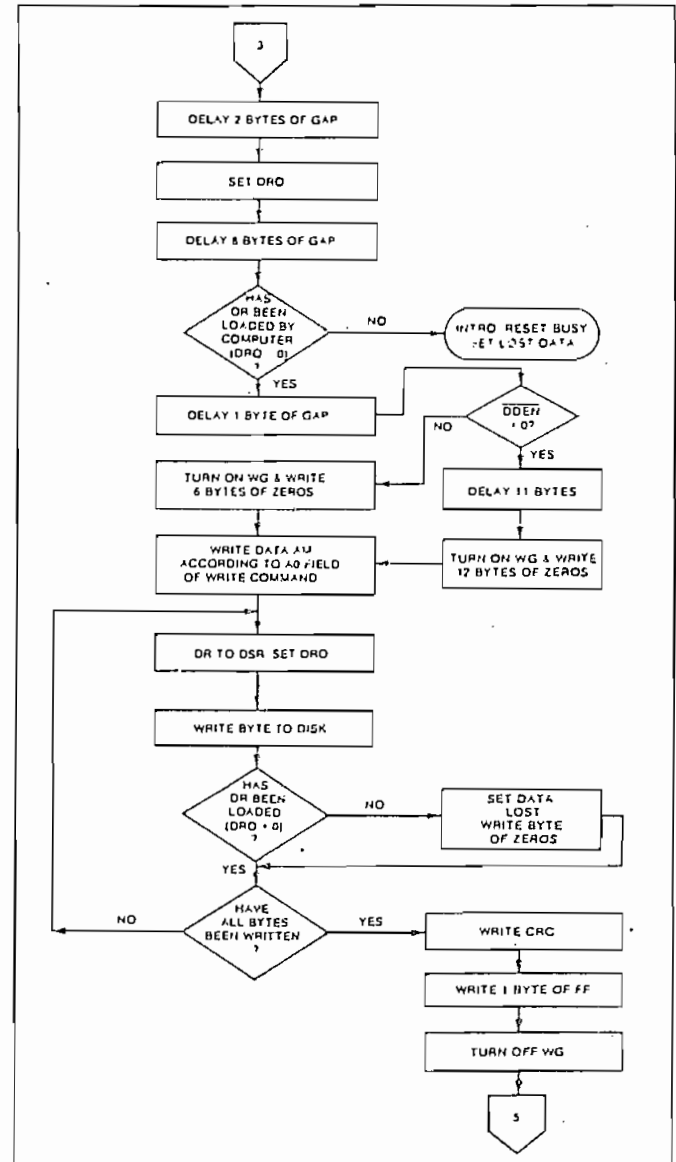 3
DELAY 2 BYTES OF GAP
SET DRQ
DELAY 8 BYTES OF GAP
HAS
DR BEEN
LOADED BY
COMPUTER
(DRQ = 0)
?
NO
INTRQ RESET BUSY
SET LOST DATA
YES
DELAY 1 BYTE OF GAP
DDEN
= 0?
NO
YES
TURN ON WG & WRITE
6 BYTES OF ZEROS
DELAY 11 BYTES
WRITE DATA AM
ACCORDING TO A0 FIELD
OF WRITE COMMAND
TURN ON WG & WRITE
12 BYTES OF ZEROS
DR TO DSR SET DRQ
WRITE BYTE TO DISK
HAS
DR BEEN
LOADED
(DRQ = 0)
?
NO
SET DATA
LOST
WRITE BYTE
OF ZEROS
YES
HAVE
ALL BYTES
BEEN WRITTEN
?
NO
YES
WRITE CRC
WRITE 1 BYTE OF FF
TURN OFF WG
5